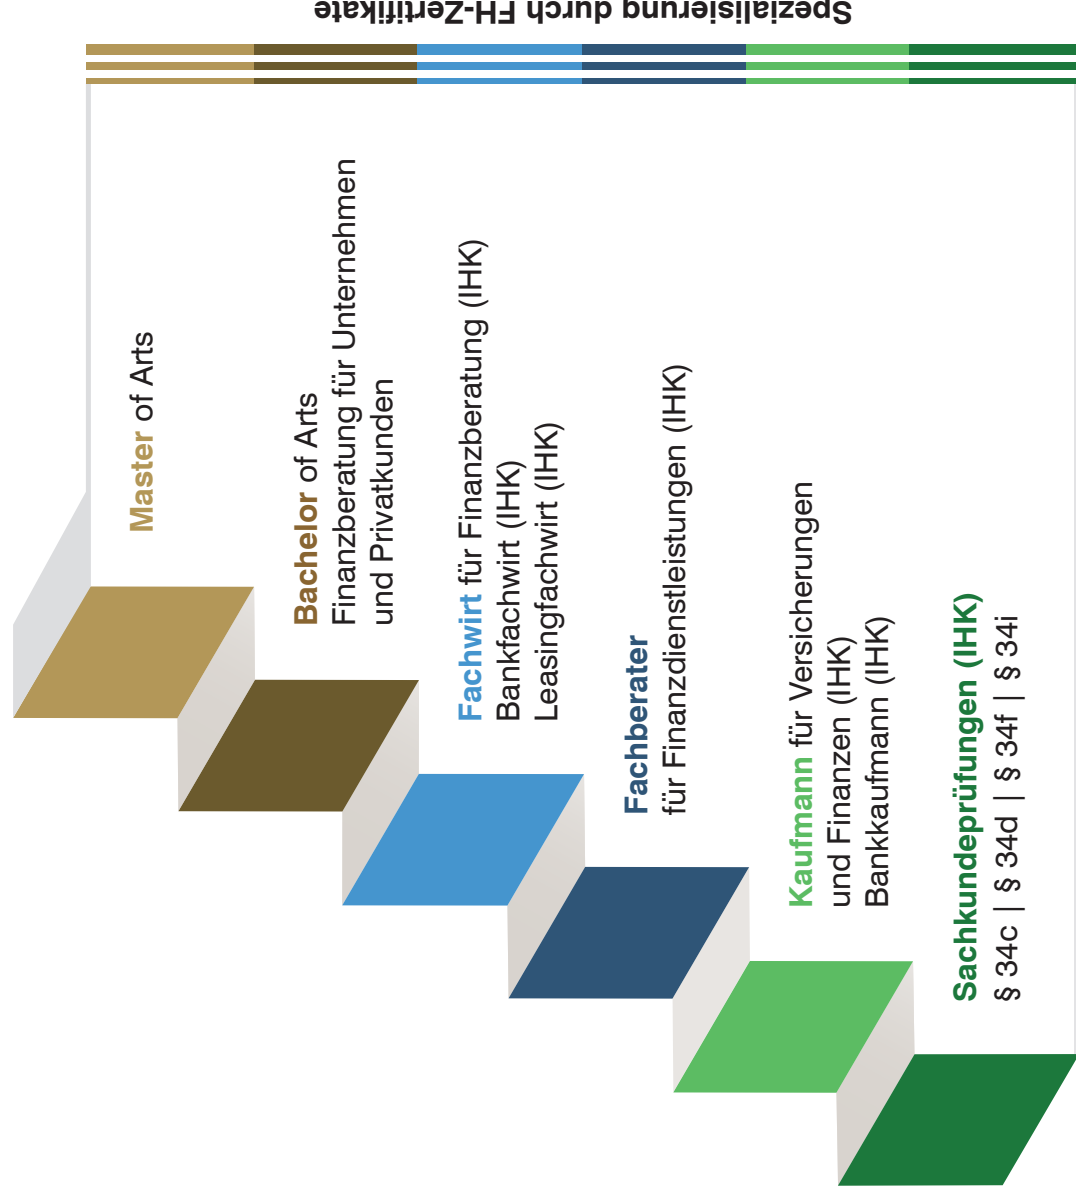 Spezialisierung durch FH-Zertifikate
Master of Arts
Bachelor of Arts
Finanzberatung für Unternehmen
und Privatkunden
Fachwirt für Finanzberatung (IHK)
Bankfachwirt (IHK)
Leasingfachwirt (IHK)
Fachberater
für Finanzdienstleistungen (IHK)
Kaufmann für Versicherungen
und Finanzen (IHK)
Bankkaufmann (IHK)
Sachkundeprüfungen (IHK)
§ 34c | § 34d | § 34f | § 34i